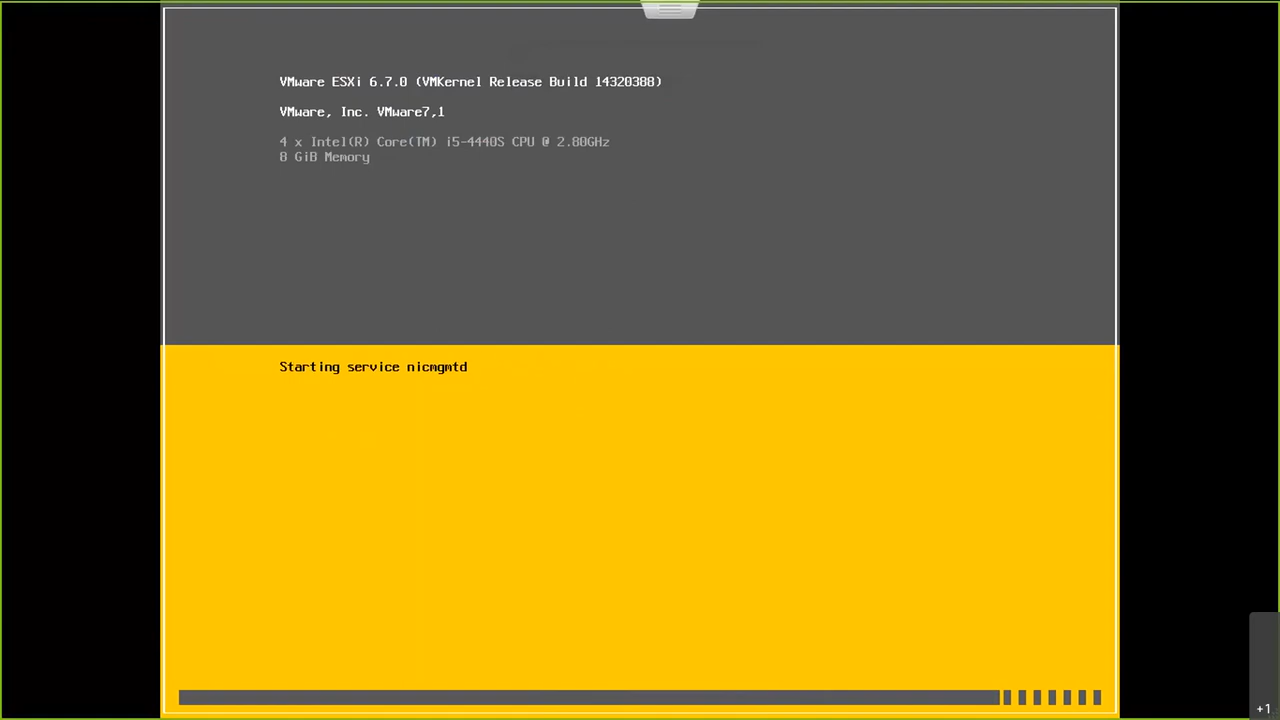 VMware ESXi 6.7.0 (VMKernel Release Build 14320388)
VMware, Inc. VMware7,1
4 x Intel(R) Core(TM) i5-4440S CPU @ 2.80GHz
8 GiB Memory
Starting service nicmgmtd
+1